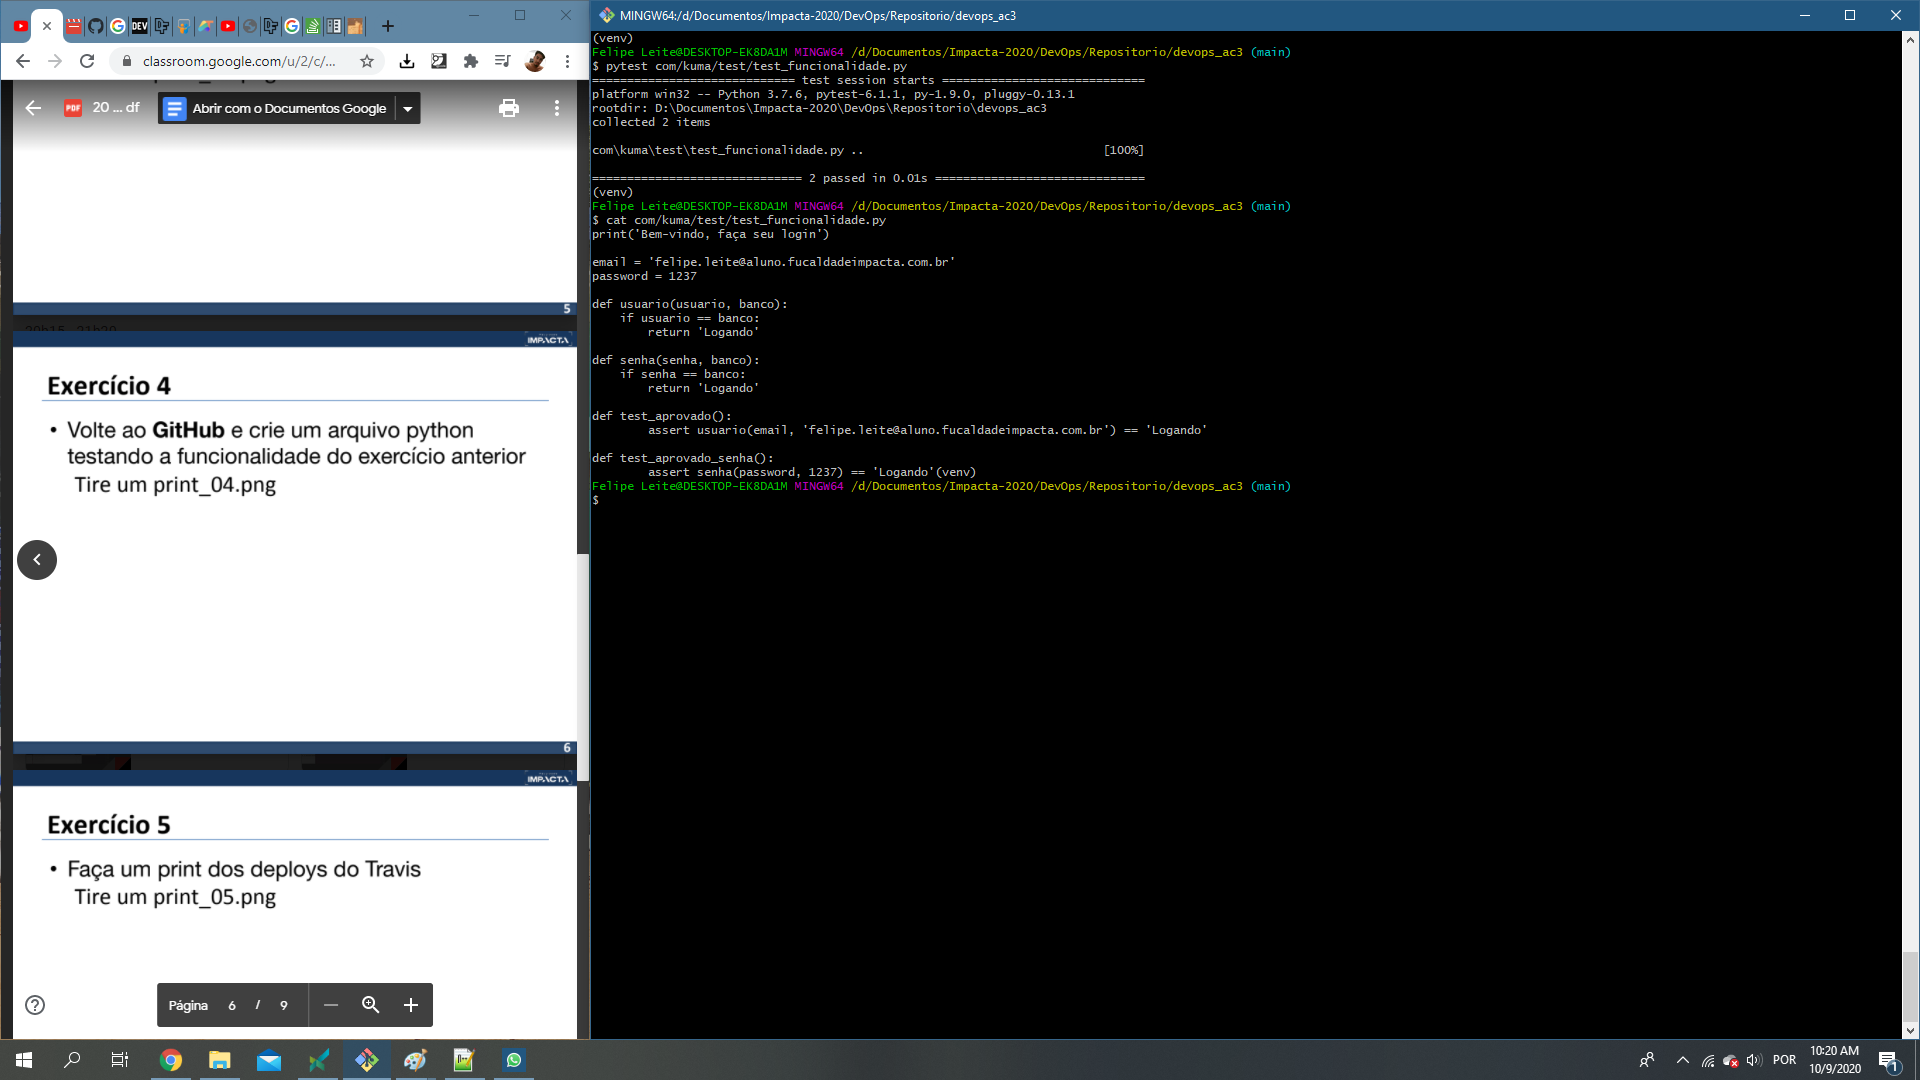 classroom.google.com/u/2/c/...
20 ... df
Abrir com o Documentos Google
5
IMPACTA
Exercício 4
• Volte ao GitHub e crie um arquivo python
testando a funcionalidade do exercício anterior
Tire um print_04.png
6
IMPACTA
Exercício 5
• Faça um print dos deploys do Travis
Tire um print_05.png
Página 6 / 9
MINGW64:/d/Documentos/Impacta-2020/DevOps/Repositorio/devops_ac3
(venv)
Felipe Leite@DESKTOP-EK8DA1M MINGW64 /d/Documentos/Impacta-2020/DevOps/Repositorio/devops_ac3 (main)
$ pytest com/kuma/test/test_funcionalidade.py
============================= test session starts =============================
platform win32 -- Python 3.7.6, pytest-6.1.1, py-1.9.0, pluggy-0.13.1
rootdir: D:\Documentos\Impacta-2020\DevOps\Repositorio\devops_ac3
collected 2 items
com\kuma\test\test_funcionalidade.py .. [100%]
============================== 2 passed in 0.01s ==============================
(venv)
Felipe Leite@DESKTOP-EK8DA1M MINGW64 /d/Documentos/Impacta-2020/DevOps/Repositorio/devops_ac3 (main)
$ cat com/kuma/test/test_funcionalidade.py
print('Bem-vindo, faça seu login')
email = 'felipe.leite@aluno.fucaldadeimpacta.com.br'
password = 1237
def usuario(usuario, banco):
    if usuario == banco:
        return 'Logando'
def senha(senha, banco):
    if senha == banco:
        return 'Logando'
def test_aprovado():
        assert usuario(email, 'felipe.leite@aluno.fucaldadeimpacta.com.br') == 'Logando'
def test_aprovado_senha():
        assert senha(password, 1237) == 'Logando'(venv)
Felipe Leite@DESKTOP-EK8DA1M MINGW64 /d/Documentos/Impacta-2020/DevOps/Repositorio/devops_ac3 (main)
$
POR
10:20 AM
10/9/2020
1